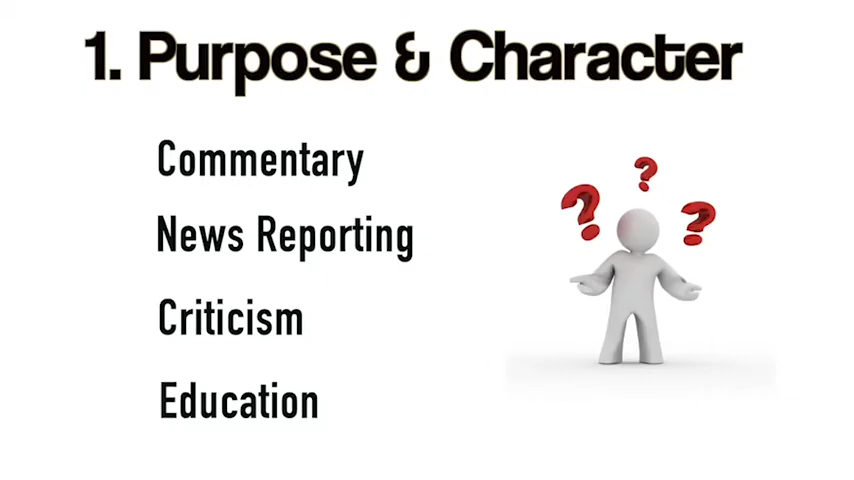 1. Purpose & Character
Commentary
News Reporting
Criticism
Education